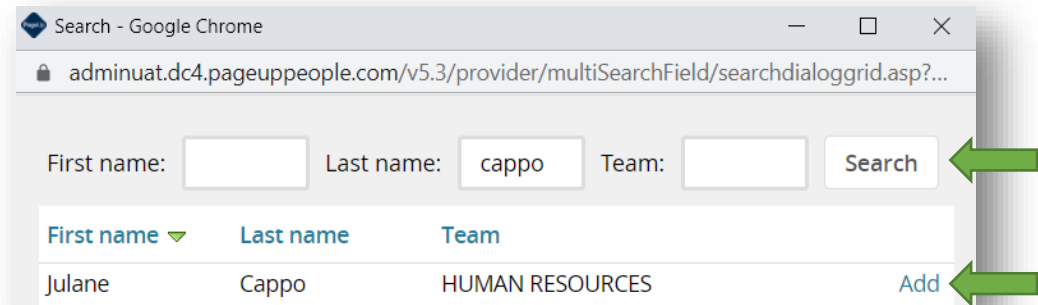 Search - Google Chrome
adminuat.dc4.pageuppeople.com/v5.3/provider/multiSearchField/searchdialoggrid.asp?...
First name: Last name: cappo Team: Search
First name Last name Team
Julane Cappo HUMAN RESOURCES Add